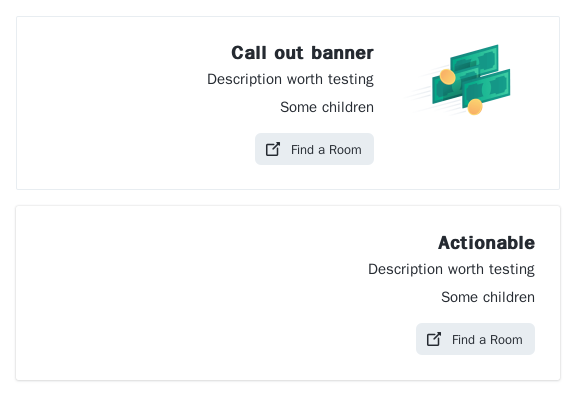 Call out banner
Description worth testing
Some children
Find a Room
Actionable
Description worth testing
Some children
Find a Room